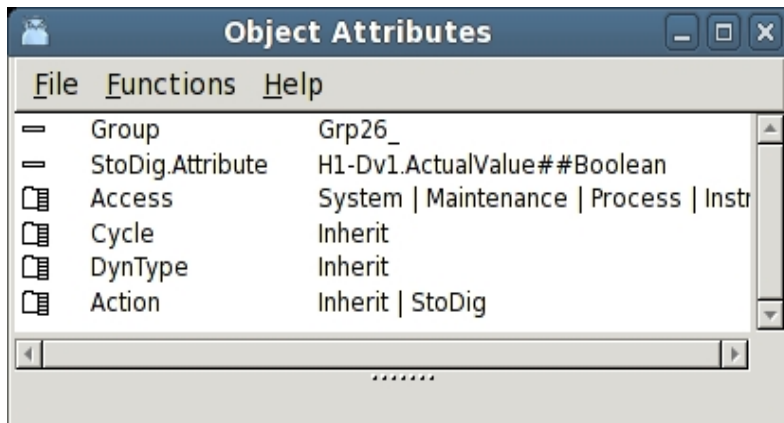 Object Attributes
File Functions Help
Group Grp26_
StoDig.Attribute H1-Dv1.ActualValue##Boolean
Access System | Maintenance | Process | Instr
Cycle Inherit
DynType Inherit
Action Inherit | StoDig